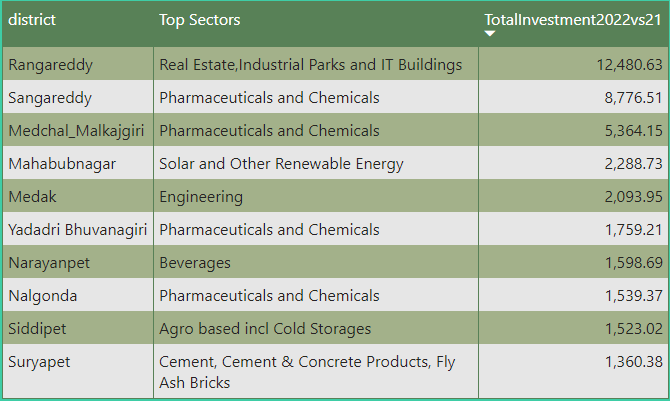 district Top Sectors TotalInvestment2022vs21
Rangareddy Real Estate,Industrial Parks and IT Buildings 12,480.63
Sangareddy Pharmaceuticals and Chemicals 8,776.51
Medchal_Malkajgiri Pharmaceuticals and Chemicals 5,364.15
Mahabubnagar Solar and Other Renewable Energy 2,288.73
Medak Engineering 2,093.95
Yadadri Bhuvanagiri Pharmaceuticals and Chemicals 1,759.21
Narayanpet Beverages 1,598.69
Nalgonda Pharmaceuticals and Chemicals 1,539.37
Siddipet Agro based incl Cold Storages 1,523.02
Suryapet Cement, Cement & Concrete Products, Fly 1,360.38
Ash Bricks